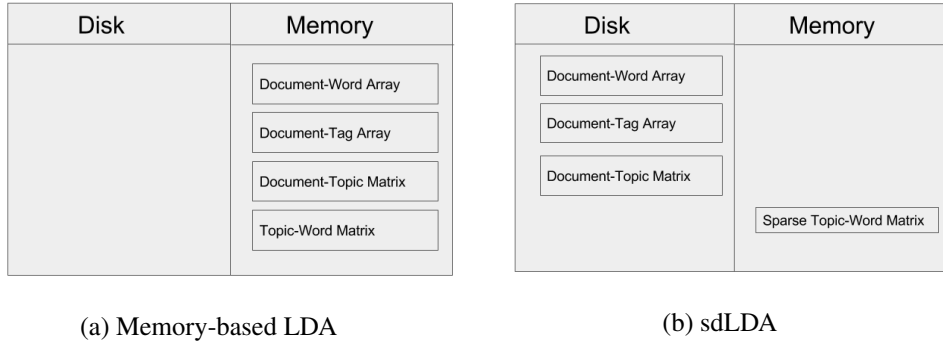 Disk
Memory
Document-Word Array
Document-Tag Array
Document-Topic Matrix
Topic-Word Matrix
(a) Memory-based LDA
Disk
Memory
Document-Word Array
Document-Tag Array
Document-Topic Matrix
Sparse Topic-Word Matrix
(b) sdLDA